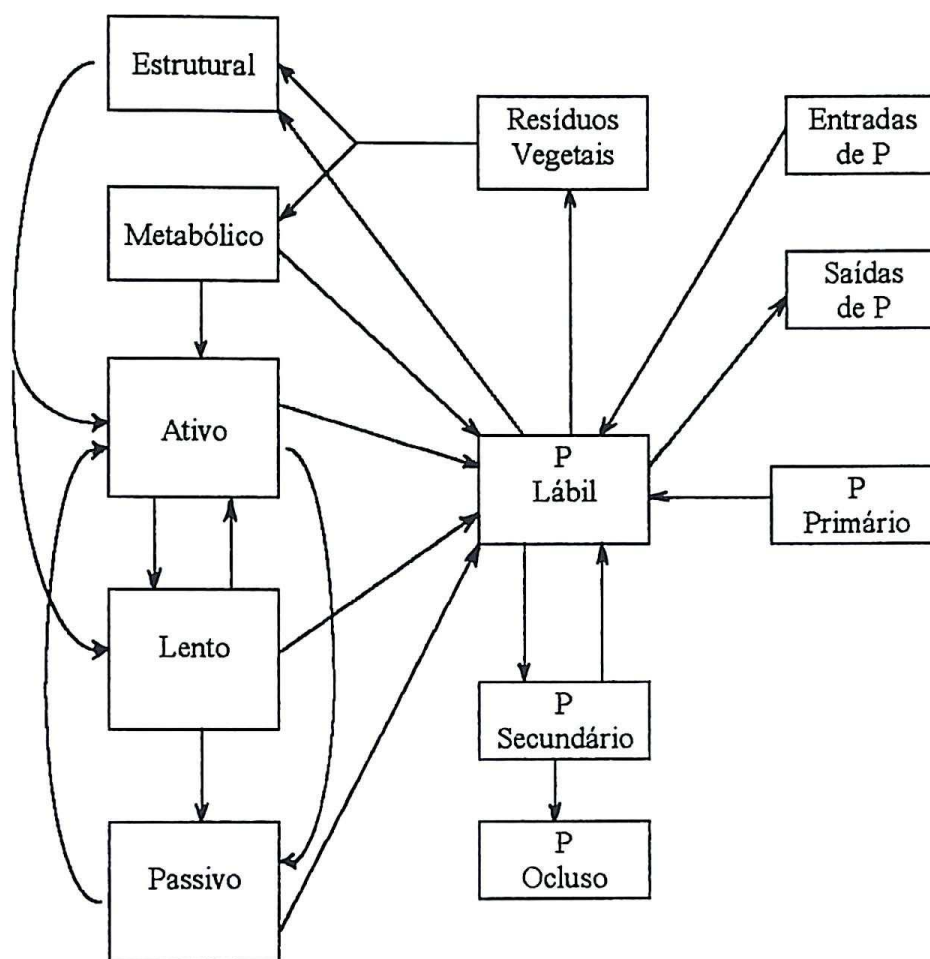 Estrutural
Resíduos
Vegetais
Entradas
de P
Metabólico
Saídas
de P
Ativo
P
Lábil
P
Primário
Lento
P
Secundário
P
Ocluso
Passivo